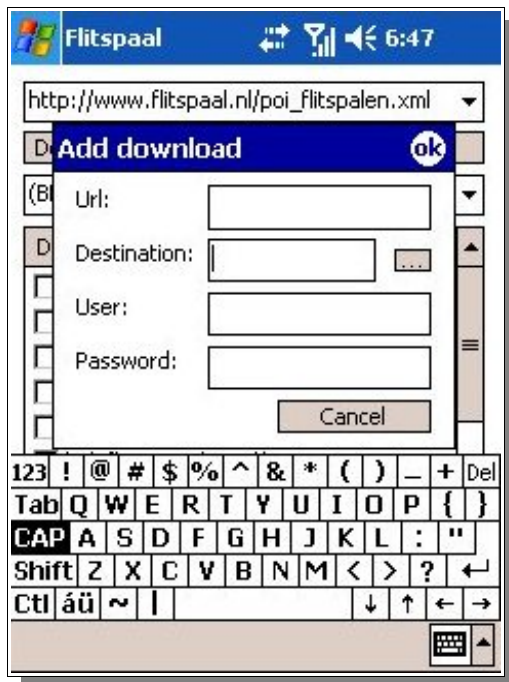 Flitspaal 6:47
http://www.flitspaal.nl/poi_flitspalen.xml
Add download ok
Url:
Destination: ...
User:
Password:
Cancel
123 ! @ # $ % ^ & * ( ) _ + Del
Tab Q W E R T Y U I O P { }
CAP A S D F G H J K L : "
Shift Z X C V B N M < > ? ↵
Ctl áü ~ | ↓ ↑ ← →